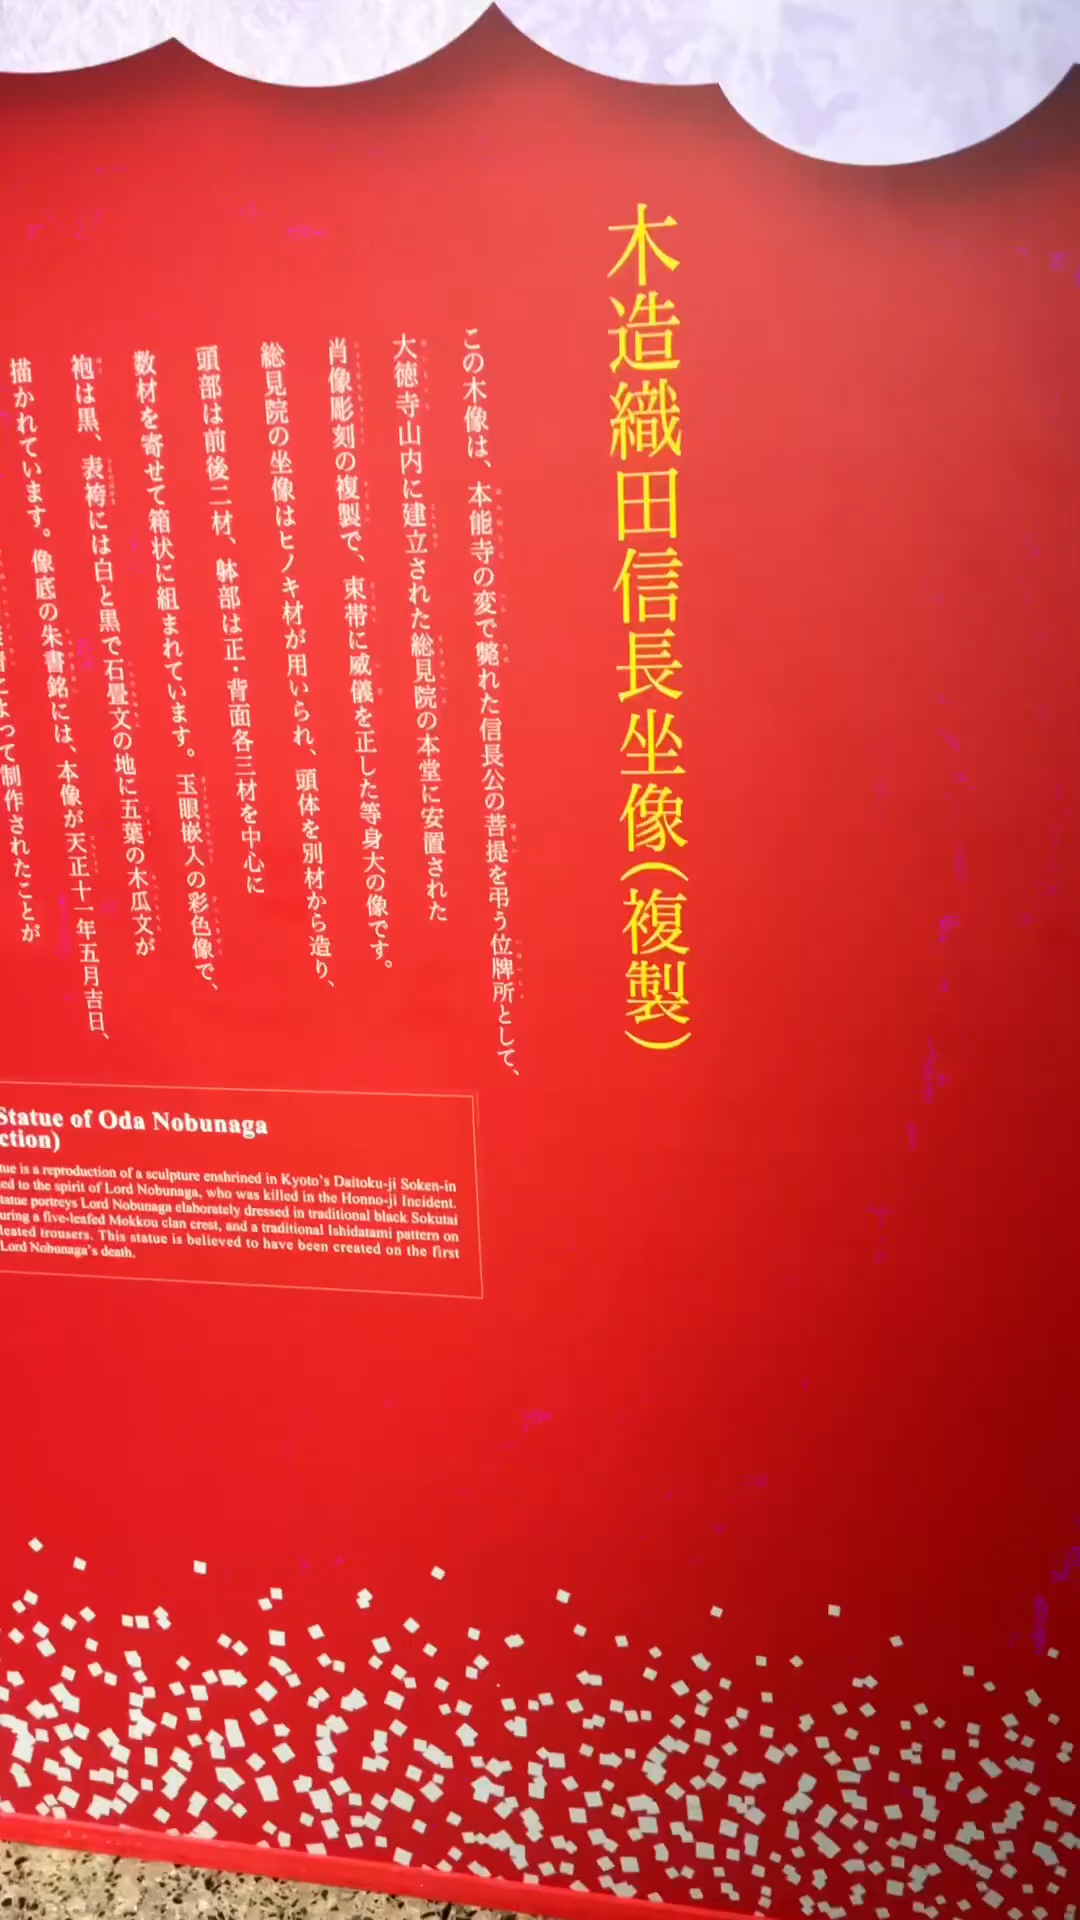 木造織田信長坐像(複製)
この木像は、本能寺の変で斃れた信長公の菩提を弔う位牌所として、
大徳寺山内に建立された総見院の本堂に安置された
肖像彫刻の複製で、束帯に威儀を正した等身大の像です。
総見院の坐像はヒノキ材が用いられ、頭体を別材から造り、
頭部は前後二材、躰部は正・背面各三材を中心に
数材を寄せて箱状に組まれています。玉眼嵌入の彩色像で、
袍は黒、表袴には白と黒で石畳文の地に五葉の木瓜文が
描かれています。像底の朱書銘には、本像が天正十一年五月吉日、
よって制作されたことが
Statue of Oda Nobunaga
ction)
tue is a reproduction of a sculpture enshrined in Kyoto's Daitoku-ji Soken-in
ed to the spirit of Lord Nobunaga, who was killed in the Honno-ji Incident.
tatue portreys Lord Nobunaga elaborately dressed in traditional black Sokutai
uring a five-leafed Mokkou clan crest, and a traditional Ishidatami pattern on
leated trousers. This statue is believed to have been created on the first
Lord Nobunaga's death.